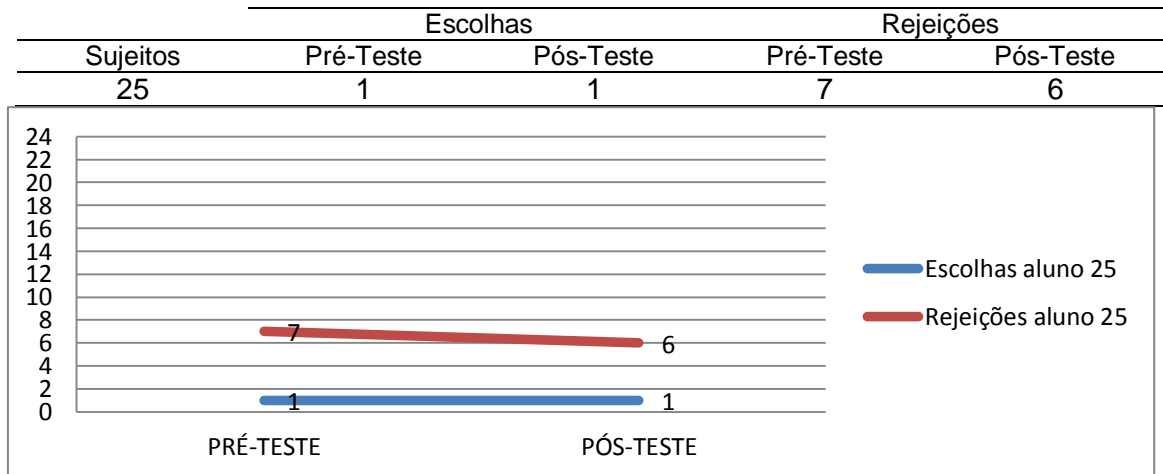 Escolhas Rejeições
Sujeitos Pré-Teste Pós-Teste Pré-Teste Pós-Teste
25 1 1 7 6
24
22
20
18
16
14
12
10
8
6
4
2
0
7 6
1 1
PRÉ-TESTE PÓS-TESTE
Escolhas aluno 25
Rejeições aluno 25